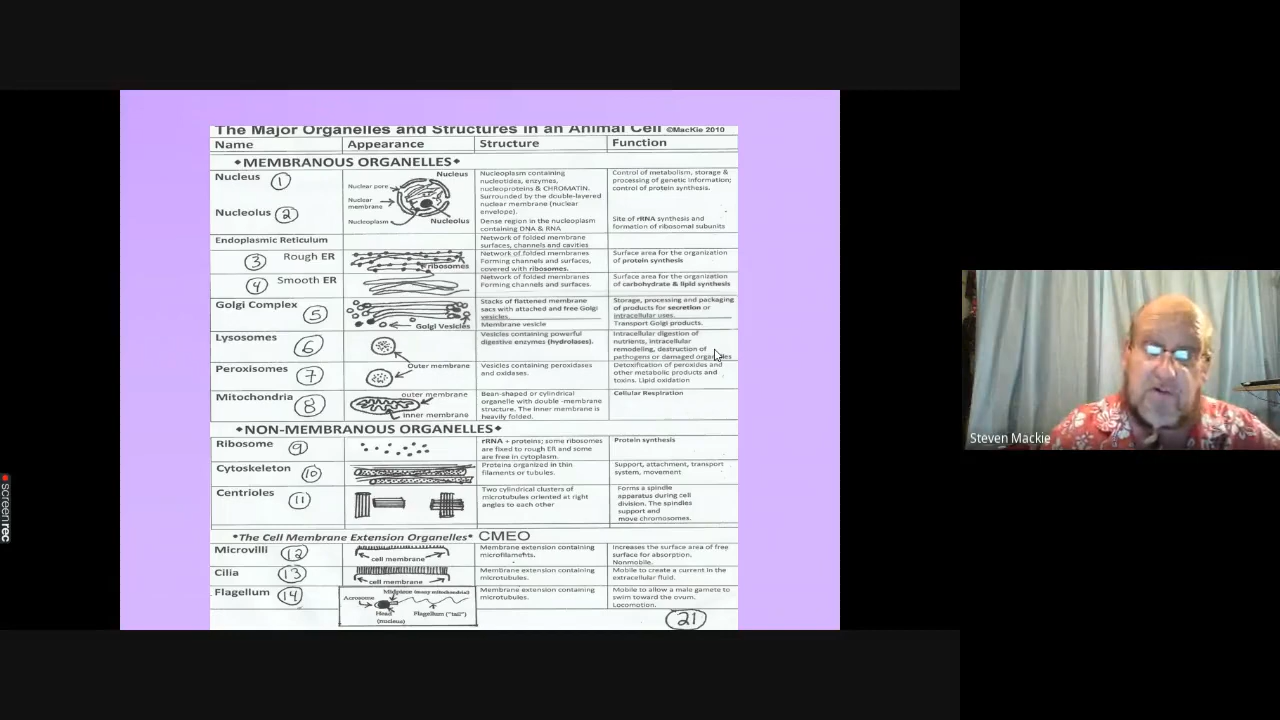 The Major Organelles and Structures in an Animal Cell ©MacKie 2010
Name Appearance Structure Function
◆MEMBRANOUS ORGANELLES◆
Nucleus 1
Nuclear pore
Nuclear
membrane
Nucleoplasm
Nucleus
Nucleolus
Nucleoplasm containing
nucleotides, enzymes,
nucleoproteins & CHROMATIN.
Surrounded by the double-layered
nuclear membrane (nuclear
envelope).
Control of metabolism, storage &
processing of genetic information;
control of protein synthesis.
Nucleolus 2
Dense region in the nucleoplasm
containing DNA & RNA
Site of rRNA synthesis and
formation of ribosomal subunits
Endoplasmic Reticulum
Network of folded membrane
surfaces, channels and cavities
3 Rough ER
ribosomes
Network of folded membranes
Forming channels and surfaces,
covered with ribosomes.
Surface area for the organization
of protein synthesis
4 Smooth ER
Network of folded membranes
Forming channels and surfaces.
Surface area for the organization
of carbohydrate & lipid synthesis
Golgi Complex 5
Golgi Vesicles
Stacks of flattened membrane
sacs with attached and free Golgi
vesicles.
Membrane vesicle
Storage, processing and packaging
of products for secretion or
intracellular uses.
Transport Golgi products.
Lysosomes 6
Outer membrane
Vesicles containing powerful
digestive enzymes (hydrolases).
Intracellular digestion of
nutrients, intracellular
remodeling, destruction of
pathogens or damaged organelles
Peroxisomes 7
Vesicles containing peroxidases
and oxidases.
Detoxification of peroxides and
other metabolic products and
toxins. Lipid oxidation
Mitochondria 8
outer membrane
inner membrane
Bean-shaped or cylindrical
organelle with double -membrane
structure. The inner membrane is
heavily folded.
Cellular Respiration
◆NON-MEMBRANOUS ORGANELLES◆
Ribosome 9
rRNA + proteins; some ribosomes
are fixed to rough ER and some
are free in cytoplasm.
Protein synthesis
Cytoskeleton 10
Proteins organized in thin
filaments or tubules.
Support, attachment, transport
system, movement
Centrioles 11
Two cylindrical clusters of
microtubules oriented at right
angles to each other
Forms a spindle
apparatus during cell
division. The spindles
support and
move chromosomes.
*The Cell Membrane Extension Organelles* CMEO
Microvilli 12
cell membrane
Membrane extension containing
microfilaments.
Increases the surface area of free
surface for absorption.
Nonmobile.
Cilia 13
cell membrane
Membrane extension containing
microtubules.
Mobile to create a current in the
extracellular fluid.
Flagellum 14
Acrosome
Head
(nucleus)
Flagellum ("tail")
Membrane extension containing
microtubules.
Mobile to allow a male gamete to
swim toward the ovum.
Locomotion.
21
Steven Mackie
screenrec